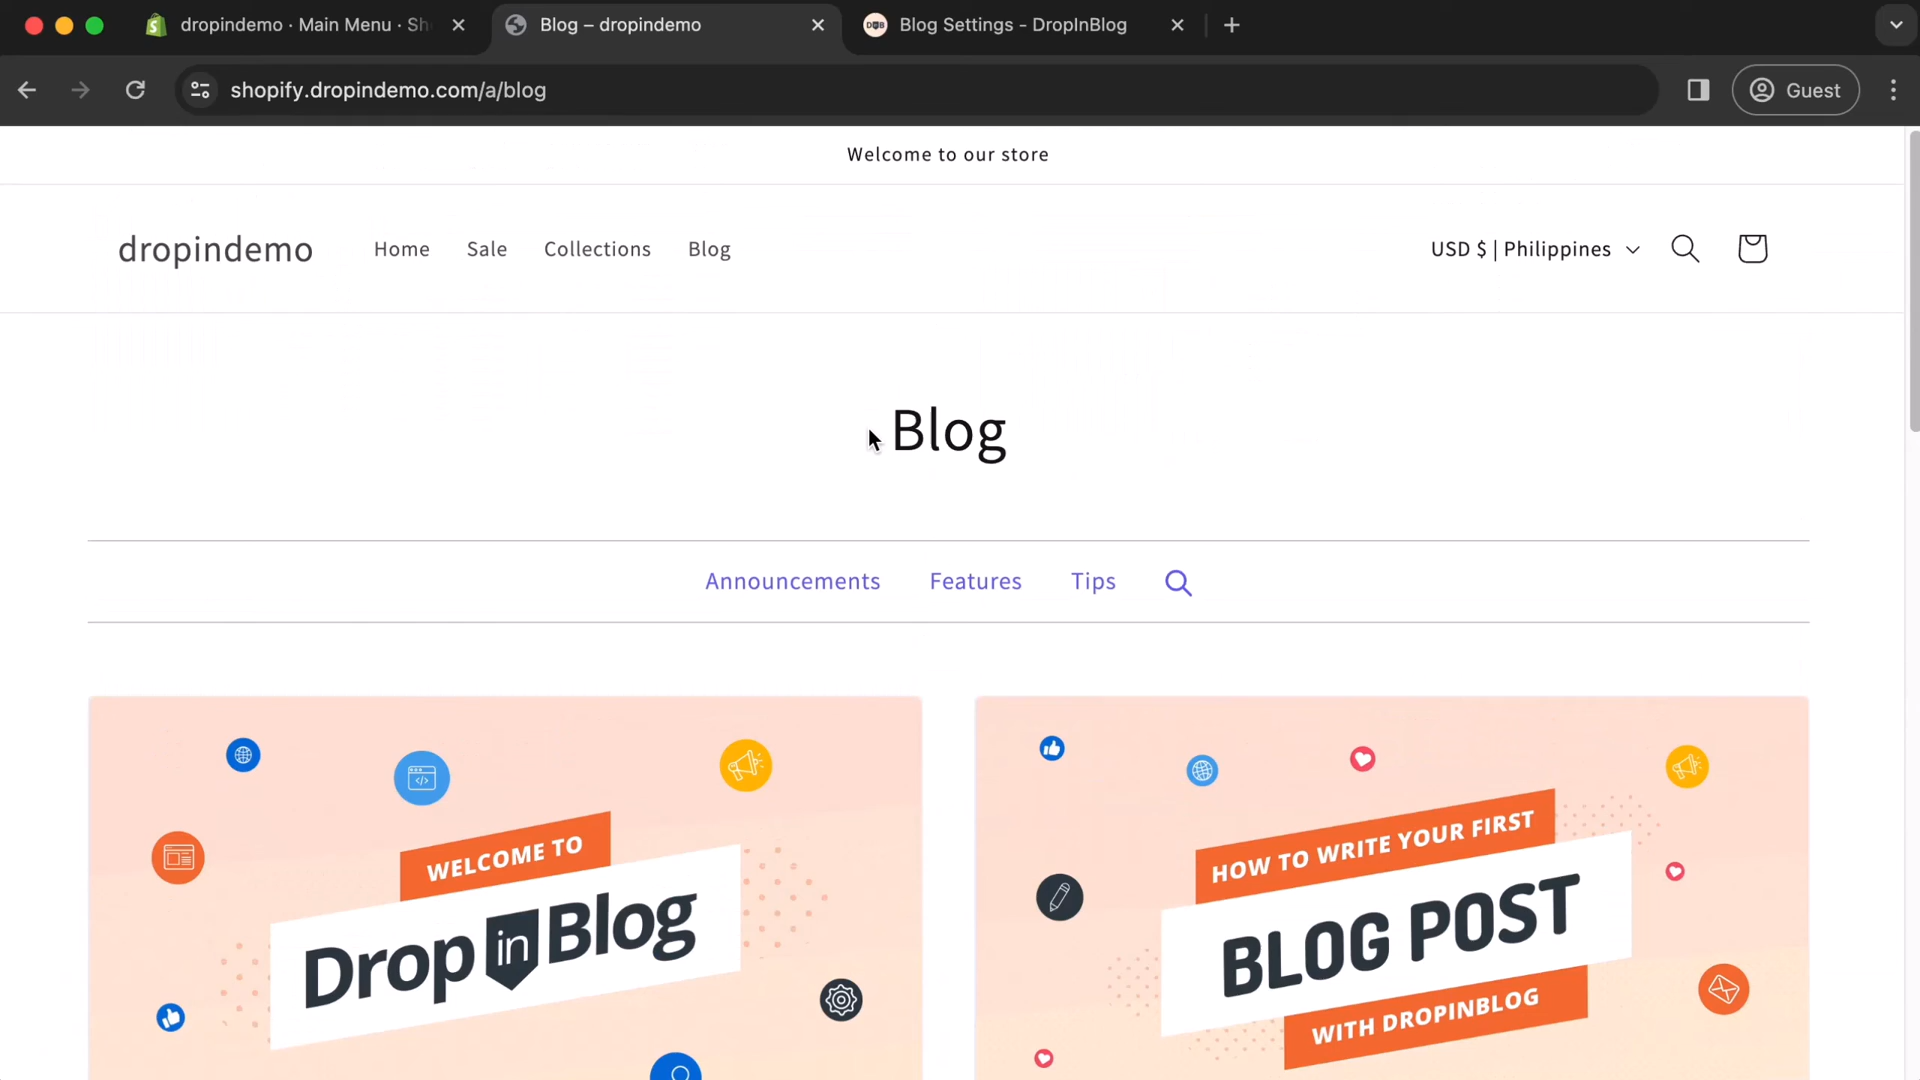 dropindemo · Main Menu · Sh
Blog – dropindemo
Blog Settings - DropInBlog
shopify.dropindemo.com/a/blog
Guest
Welcome to our store
dropindemo
Home
Sale
Collections
Blog
USD $ | Philippines
Blog
Announcements
Features
Tips
WELCOME TO
Drop in Blog
HOW TO WRITE YOUR FIRST
BLOG POST
WITH DROPINBLOG